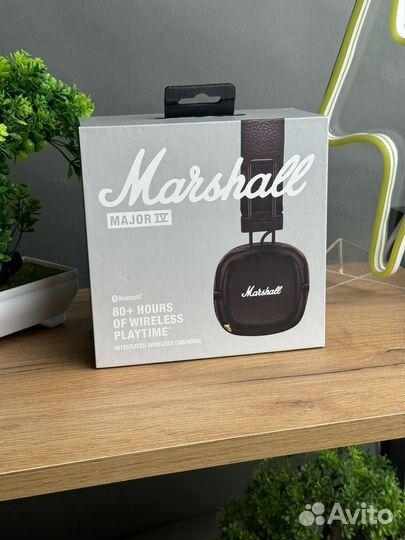 Marshall
MAJOR IV
Bluetooth®
80+ HOURS
OF WIRELESS
PLAYTIME
INTEGRATED WIRELESS CHARGING
Marshall
Avito